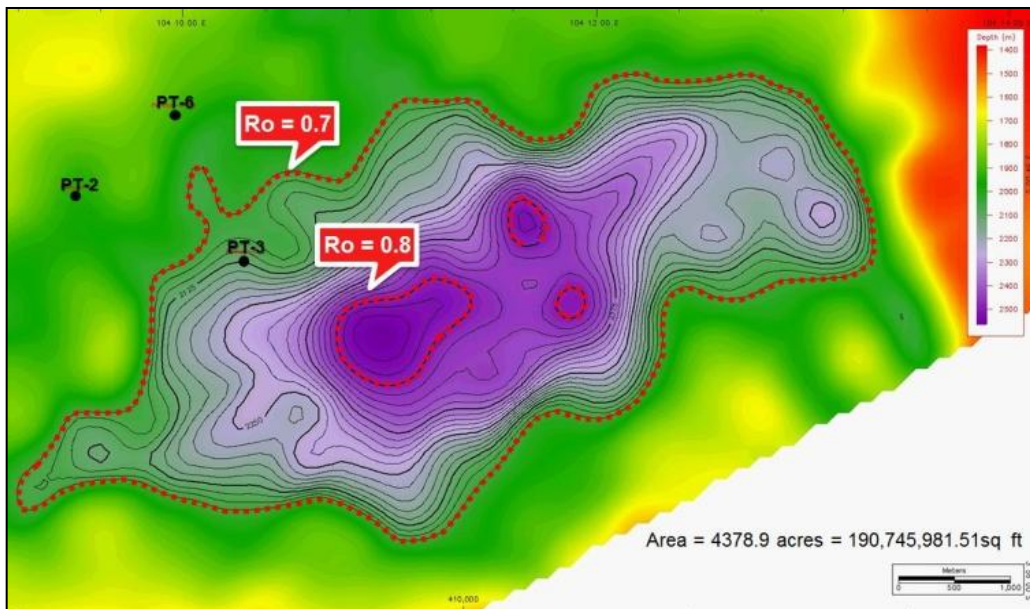 104 10 00.E
104 12 00.E
Depth (m)
1400
1500
1600
1700
1800
1900
2000
2100
2200
2300
2400
2500
PT-6
Ro = 0.7
PT-2
PT-3
Ro = 0.8
2125
2250
Area = 4378.9 acres = 190,745,981.51sq ft
Meters
0
500
1,000
410,000